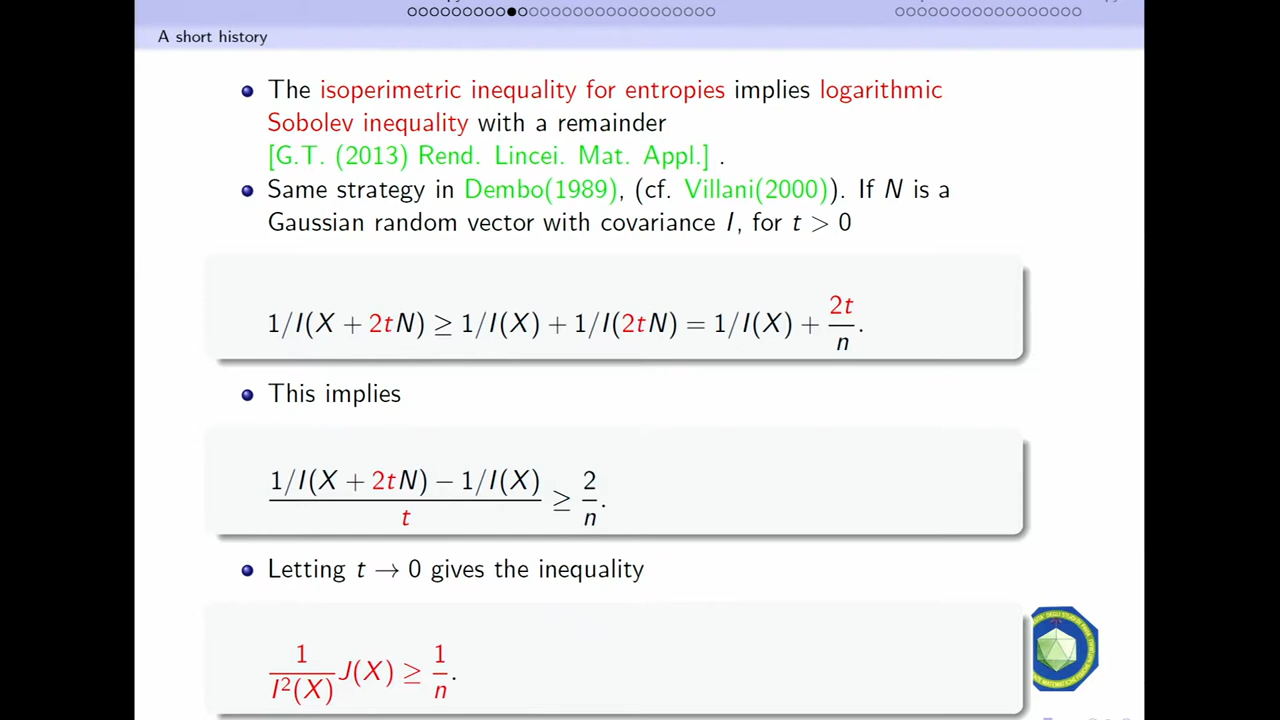 A short history
The isoperimetric inequality for entropies implies logarithmic
Sobolev inequality with a remainder
[G.T. (2013) Rend. Lincei. Mat. Appl.] .
Same strategy in Dembo(1989), (cf. Villani(2000)). If N is a
Gaussian random vector with covariance I, for t > 0
1/I(X + 2tN) ≥ 1/I(X) + 1/I(2tN) = 1/I(X) + 2t/n.
This implies
(1/I(X + 2tN) − 1/I(X))/t ≥ 2/n.
Letting t → 0 gives the inequality
1/I²(X) J(X) ≥ 1/n.